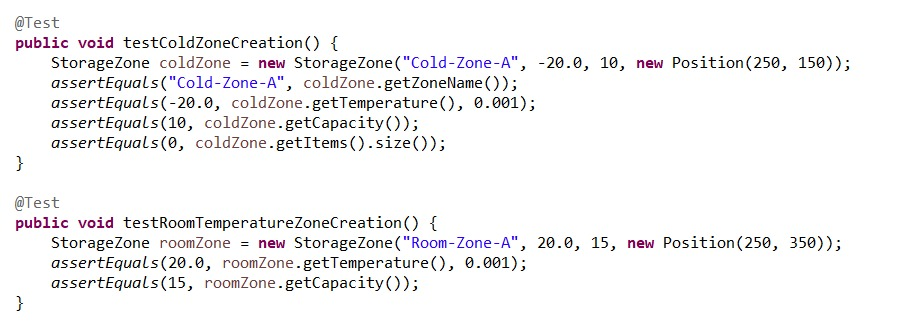 @Test
public void testColdZoneCreation() {
    StorageZone coldZone = new StorageZone("Cold-Zone-A", -20.0, 10, new Position(250, 150));
    assertEquals("Cold-Zone-A", coldZone.getZoneName());
    assertEquals(-20.0, coldZone.getTemperature(), 0.001);
    assertEquals(10, coldZone.getCapacity());
    assertEquals(0, coldZone.getItems().size());
}
@Test
public void testRoomTemperatureZoneCreation() {
    StorageZone roomZone = new StorageZone("Room-Zone-A", 20.0, 15, new Position(250, 350));
    assertEquals(20.0, roomZone.getTemperature(), 0.001);
    assertEquals(15, roomZone.getCapacity());
}